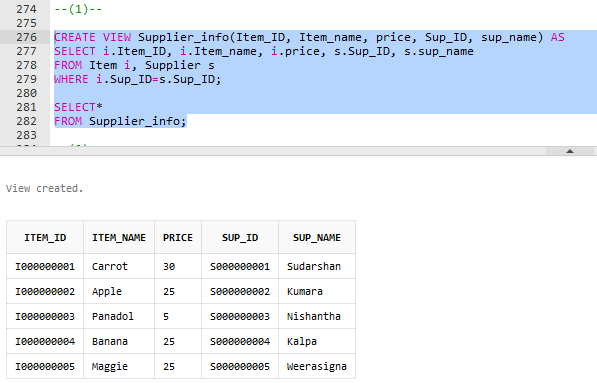 274 --(1)--
275
276 CREATE VIEW Supplier_info(Item_ID, Item_name, price, Sup_ID, sup_name) AS
277 SELECT i.Item_ID, i.Item_name, i.price, s.Sup_ID, s.sup_name
278 FROM Item i, Supplier s
279 WHERE i.Sup_ID=s.Sup_ID;
280
281 SELECT*
282 FROM Supplier_info;
283
View created.
ITEM_ID ITEM_NAME PRICE SUP_ID SUP_NAME
I000000001 Carrot 30 S000000001 Sudarshan
I000000002 Apple 25 S000000002 Kumara
I000000003 Panadol 5 S000000003 Nishantha
I000000004 Banana 25 S000000004 Kalpa
I000000005 Maggie 25 S000000005 Weerasigna